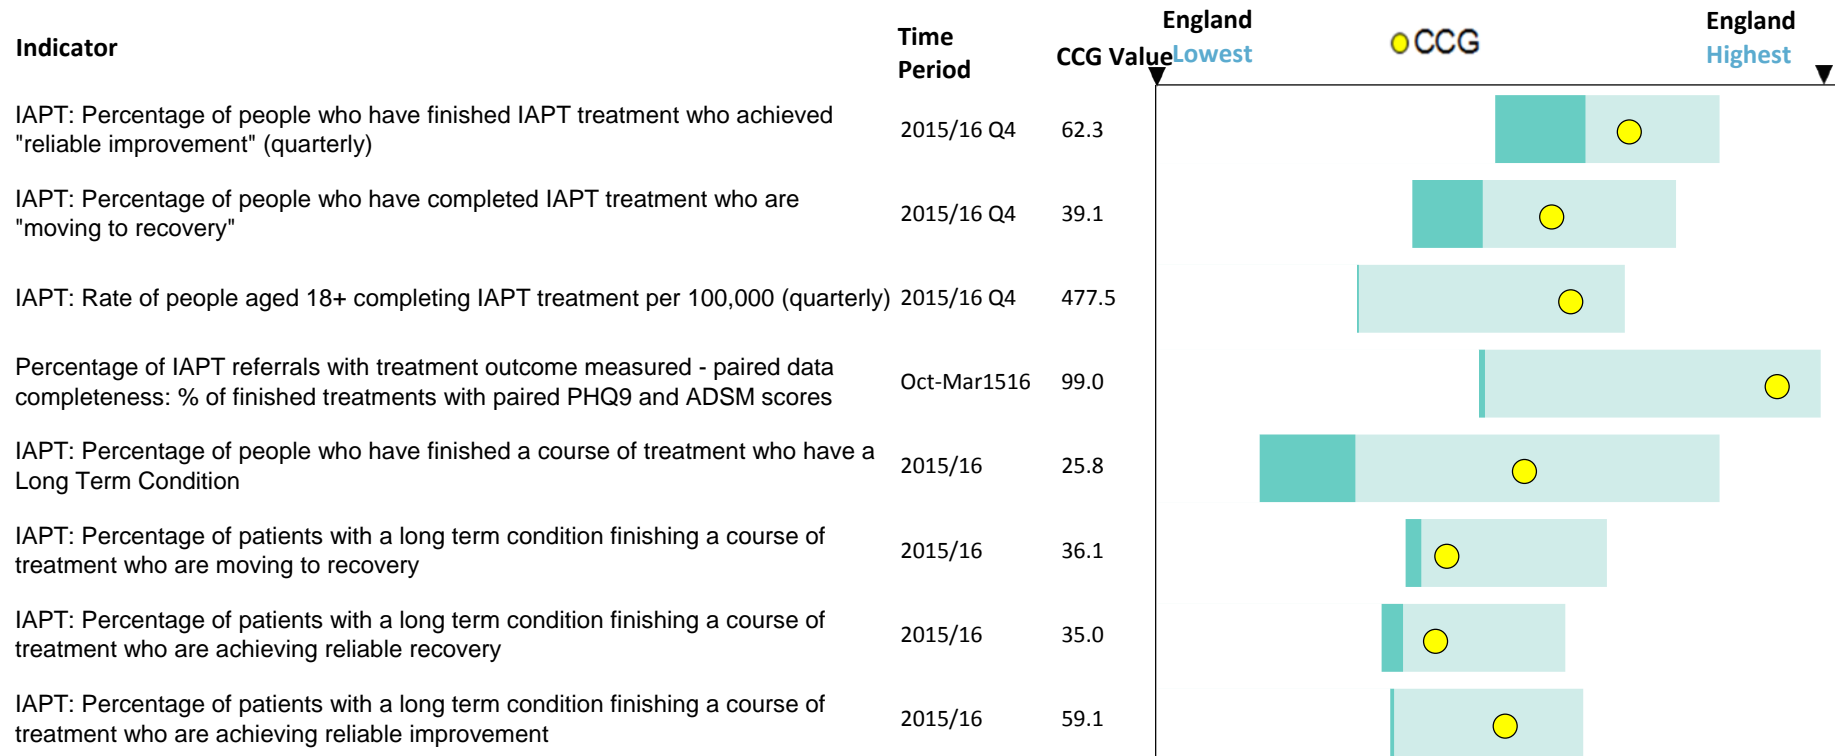 Indicator
Time
Period
CCG Value
England
Lowest
CCG
England
Highest
IAPT: Percentage of people who have finished IAPT treatment who achieved
"reliable improvement" (quarterly)
2015/16 Q4
62.3
IAPT: Percentage of people who have completed IAPT treatment who are
"moving to recovery"
2015/16 Q4
39.1
IAPT: Rate of people aged 18+ completing IAPT treatment per 100,000 (quarterly)
2015/16 Q4
477.5
Percentage of IAPT referrals with treatment outcome measured - paired data
completeness: % of finished treatments with paired PHQ9 and ADSM scores
Oct-Mar1516
99.0
IAPT: Percentage of people who have finished a course of treatment who have a
Long Term Condition
2015/16
25.8
IAPT: Percentage of patients with a long term condition finishing a course of
treatment who are moving to recovery
2015/16
36.1
IAPT: Percentage of patients with a long term condition finishing a course of
treatment who are achieving reliable recovery
2015/16
35.0
IAPT: Percentage of patients with a long term condition finishing a course of
treatment who are achieving reliable improvement
2015/16
59.1